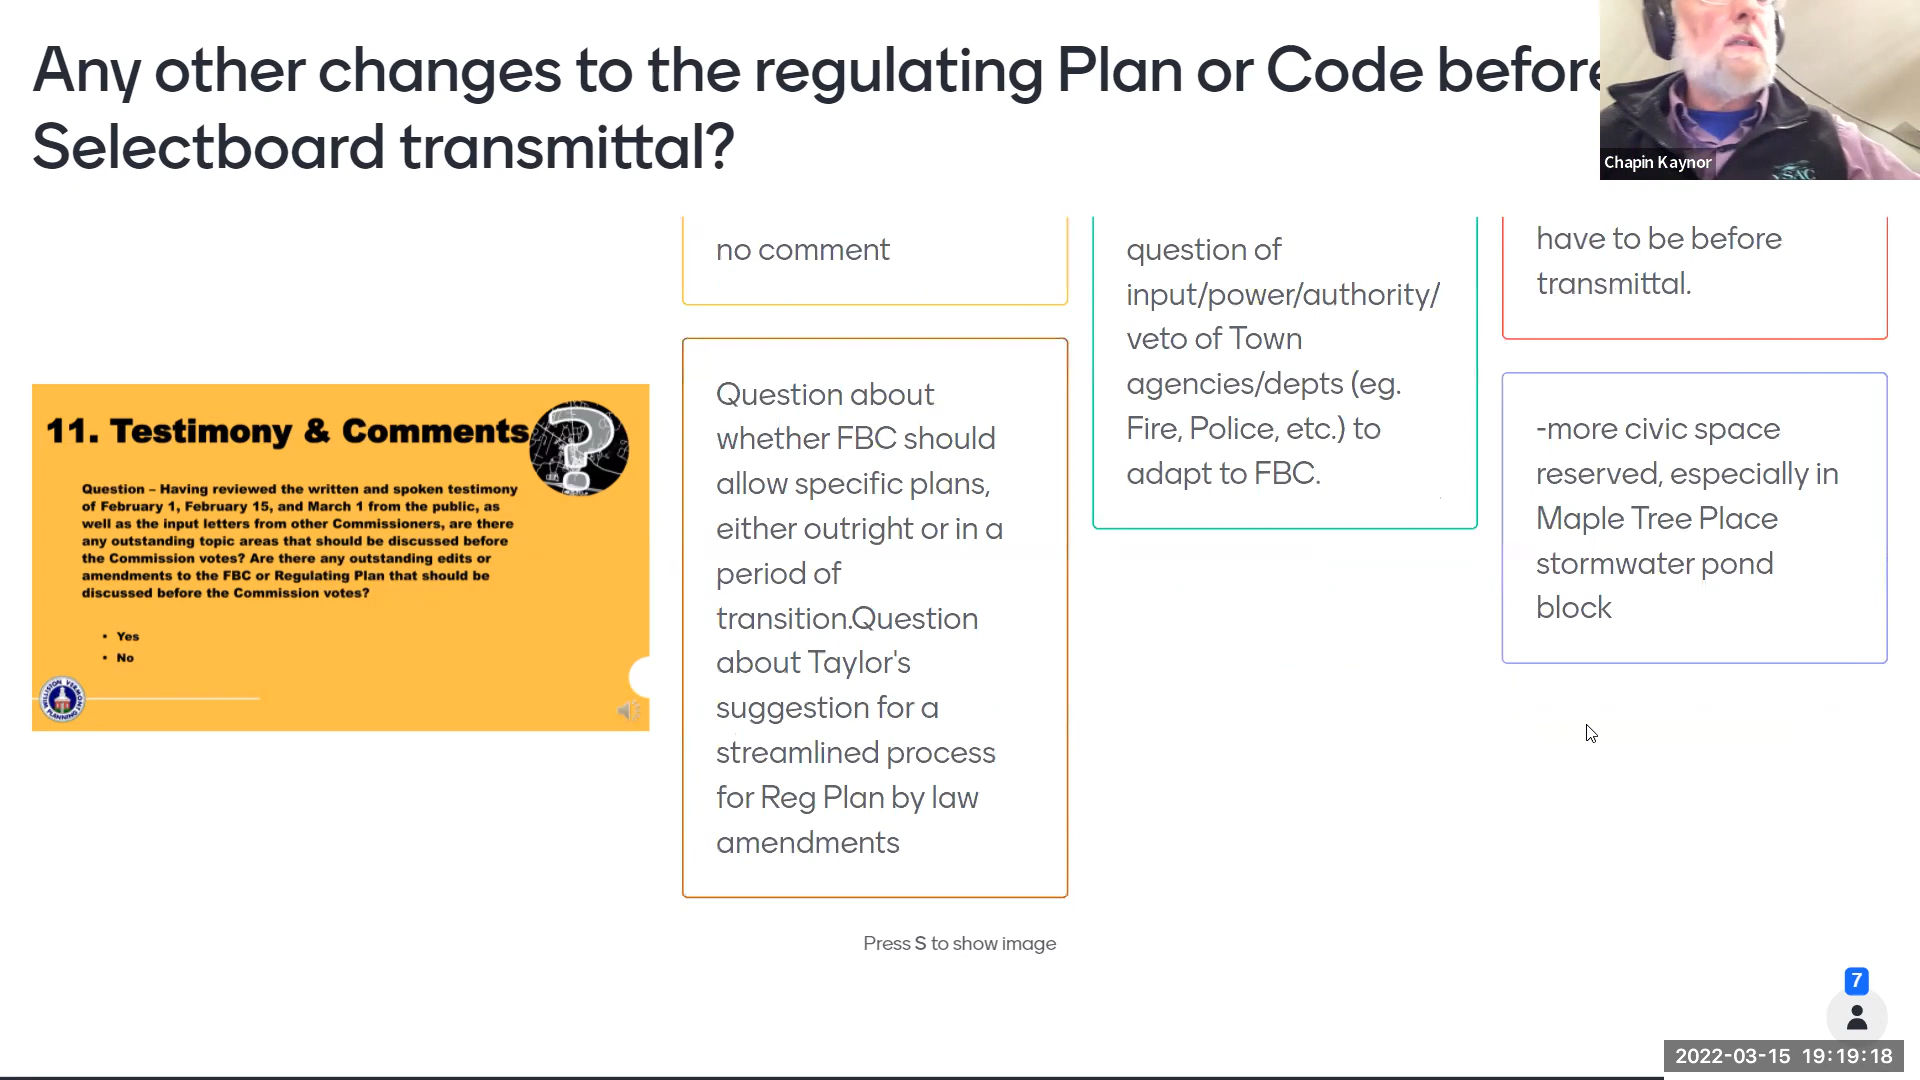 Any other changes to the regulating Plan or Code before
Selectboard transmittal?
Chapin Kaynor
no comment
Question about
whether FBC should
allow specific plans,
either outright or in a
period of
transition.Question
about Taylor's
suggestion for a
streamlined process
for Reg Plan by law
amendments
question of
input/power/authority/
veto of Town
agencies/depts (eg.
Fire, Police, etc.) to
adapt to FBC.
have to be before
transmittal.
-more civic space
reserved, especially in
Maple Tree Place
stormwater pond
block
11. Testimony & Comments
Question – Having reviewed the written and spoken testimony
of February 1, February 15, and March 1 from the public, as
well as the input letters from other Commissioners, are there
any outstanding topic areas that should be discussed before
the Commission votes? Are there any outstanding edits or
amendments to the FBC or Regulating Plan that should be
discussed before the Commission votes?
• Yes
• No
WILLISTON VERMONT
PLANNING
Press S to show image
7
2022-03-15 19:19:18